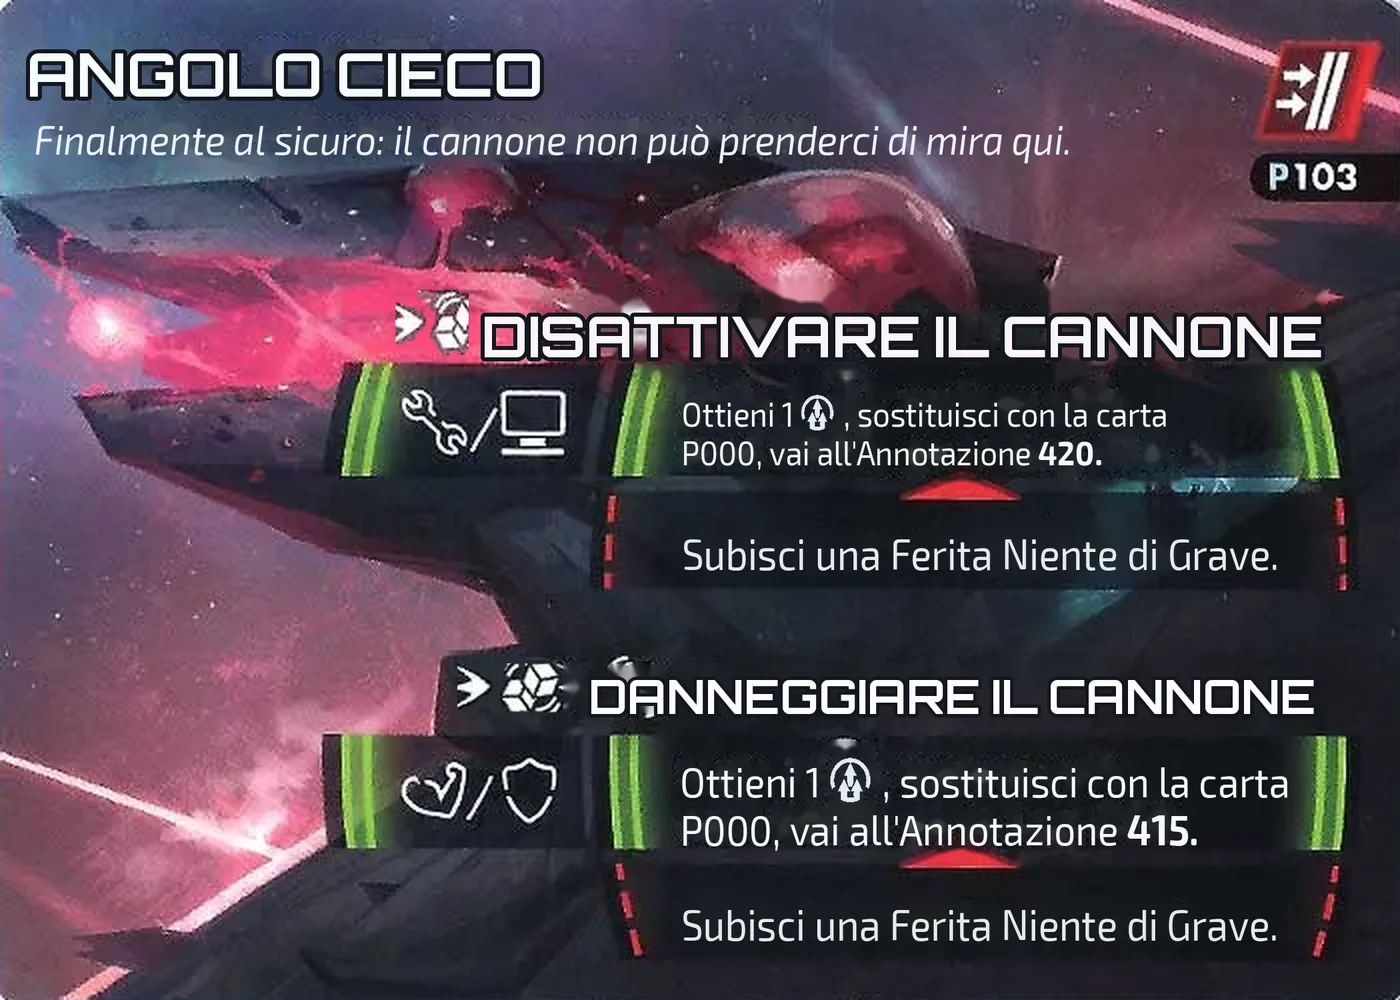 ANGOLO CIECO
Finalmente al sicuro: il cannone non può prenderci di mira qui.
P103
DISATTIVARE IL CANNONE
Ottieni 1 , sostituisci con la carta
P000, vai all'Annotazione 420.
Subisci una Ferita Niente di Grave.
DANNEGGIARE IL CANNONE
Ottieni 1 , sostituisci con la carta
P000, vai all'Annotazione 415.
Subisci una Ferita Niente di Grave.